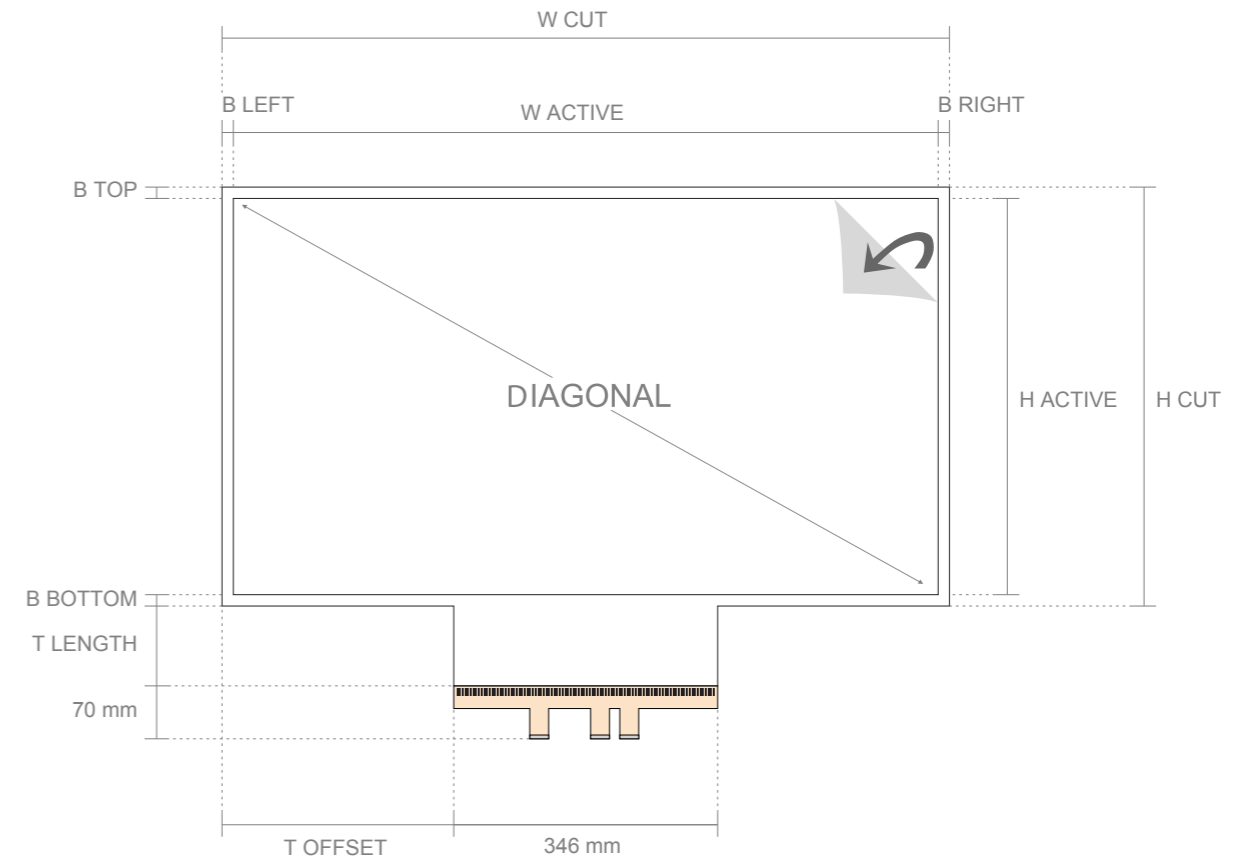 W CUT
B LEFT
W ACTIVE
B RIGHT
B TOP
DIAGONAL
H ACTIVE
H CUT
B BOTTOM
T LENGTH
70 mm
T OFFSET
346 mm